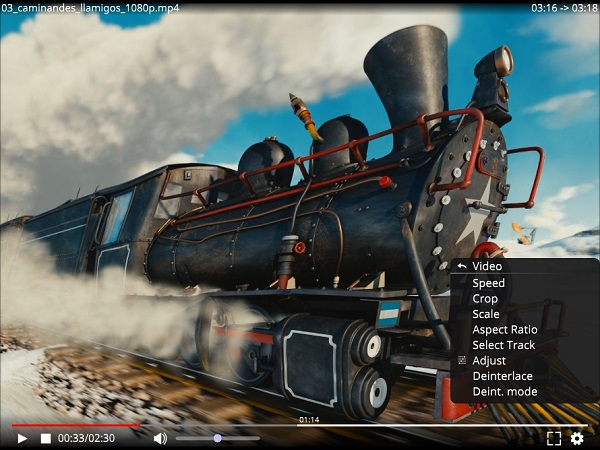 03_caminandes_llamigos_1080p.mp4
03:16 -> 03:18
Video
Speed
Crop
Scale
Aspect Ratio
Select Track
Adjust
Deinterlace
Deint. mode
01:14
00:33/02:30